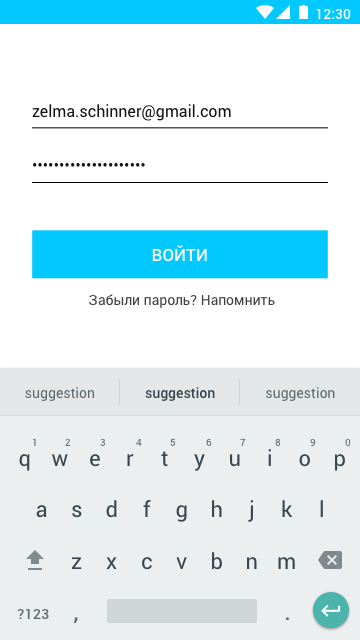 12:30
zelma.schinner@gmail.com
•••••••••••••••••••••
ВОЙТИ
Забыли пароль? Напомнить
suggestion suggestion suggestion
1 2 3 4 5 6 7 8 9 0
q w e r t y u i o p
a s d f g h j k l
z x c v b n m
?123 , .